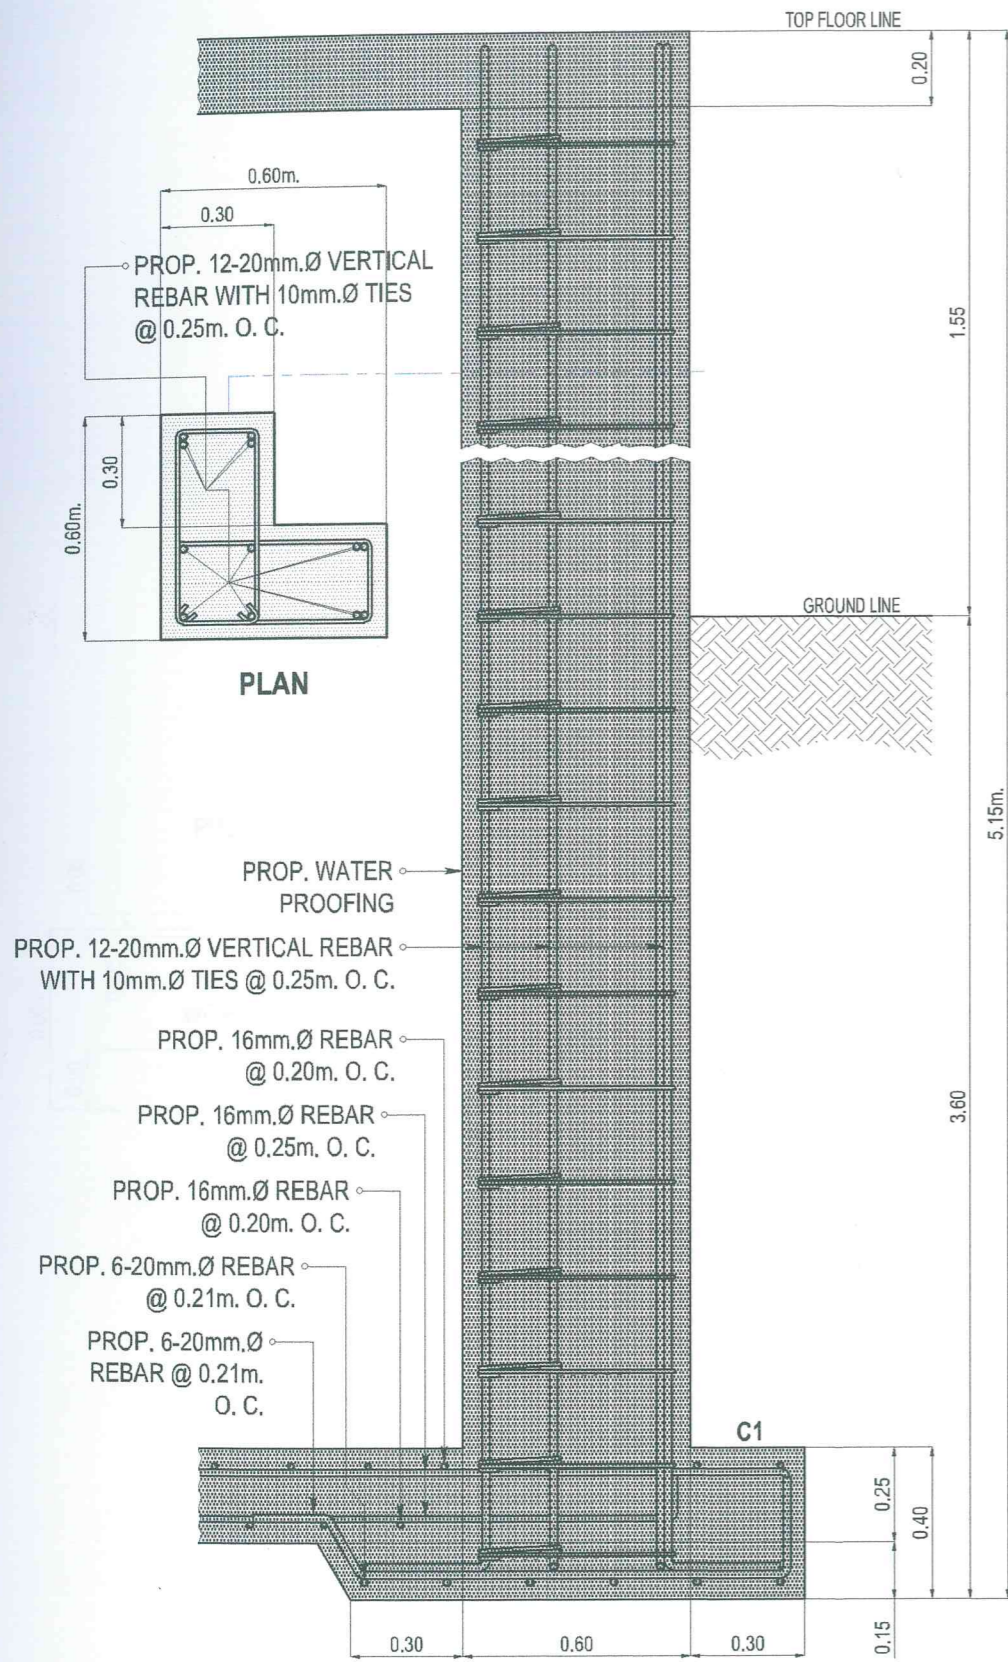 TOP FLOOR LINE
0.20
0.60m.
0.30
PROP. 12-20mm.Ø VERTICAL
REBAR WITH 10mm.Ø TIES
@ 0.25m. O. C.
1.55
0.30
0.60m.
GROUND LINE
PLAN
5.15m.
PROP. WATER
PROOFING
PROP. 12-20mm.Ø VERTICAL REBAR
WITH 10mm.Ø TIES @ 0.25m. O. C.
PROP. 16mm.Ø REBAR
@ 0.20m. O. C.
3.60
PROP. 16mm.Ø REBAR
@ 0.25m. O. C.
PROP. 16mm.Ø REBAR
@ 0.20m. O. C.
PROP. 6-20mm.Ø REBAR
@ 0.21m. O. C.
PROP. 6-20mm.Ø
REBAR @ 0.21m.
O. C.
C1
0.25
0.40
0.15
0.30
0.60
0.30